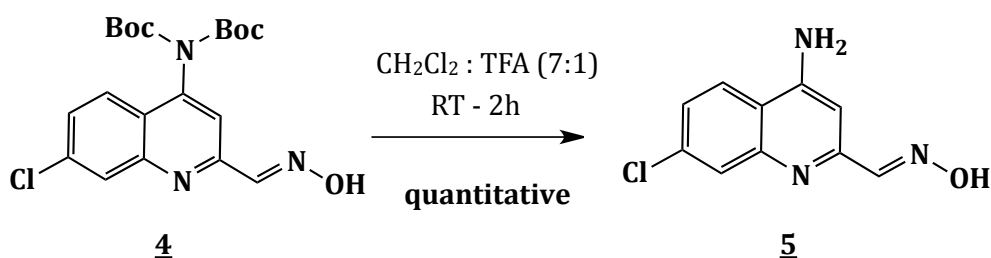 Boc Boc
N
Cl
N
N
OH
4
CH₂Cl₂ : TFA (7:1)
RT - 2h
quantitative
NH₂
Cl
N
N
OH
5